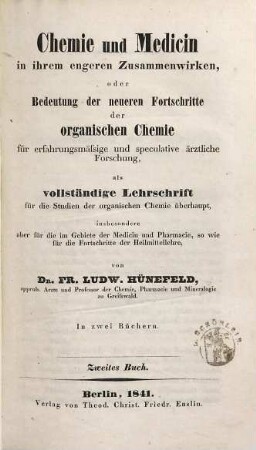 Chemie und Medicin
in ihrem engeren Zusammenwirken,
oder
Bedeutung der neueren Fortschritte
der
organischen Chemie
für erfahrungsmäfsige und speculative ärztliche
Forschung,
als
vollständige Lehrschrift
für die Studien der organischen Chemie überhaupt,
insbesondere
aber für die im Gebiete der Medicin und Pharmacie, so wie
für die Fortschritte der Heilmittellehre,
von
DR. FR. LUDW. HÜNEFELD,
approb. Arzte und Professor der Chemie, Pharmacie und Mineralogie
zu Greifswald.
In zwei Büchern.
Zweites Buch.
Berlin, 1841.
Verlag von Theod. Christ. Friedr. Enslin.